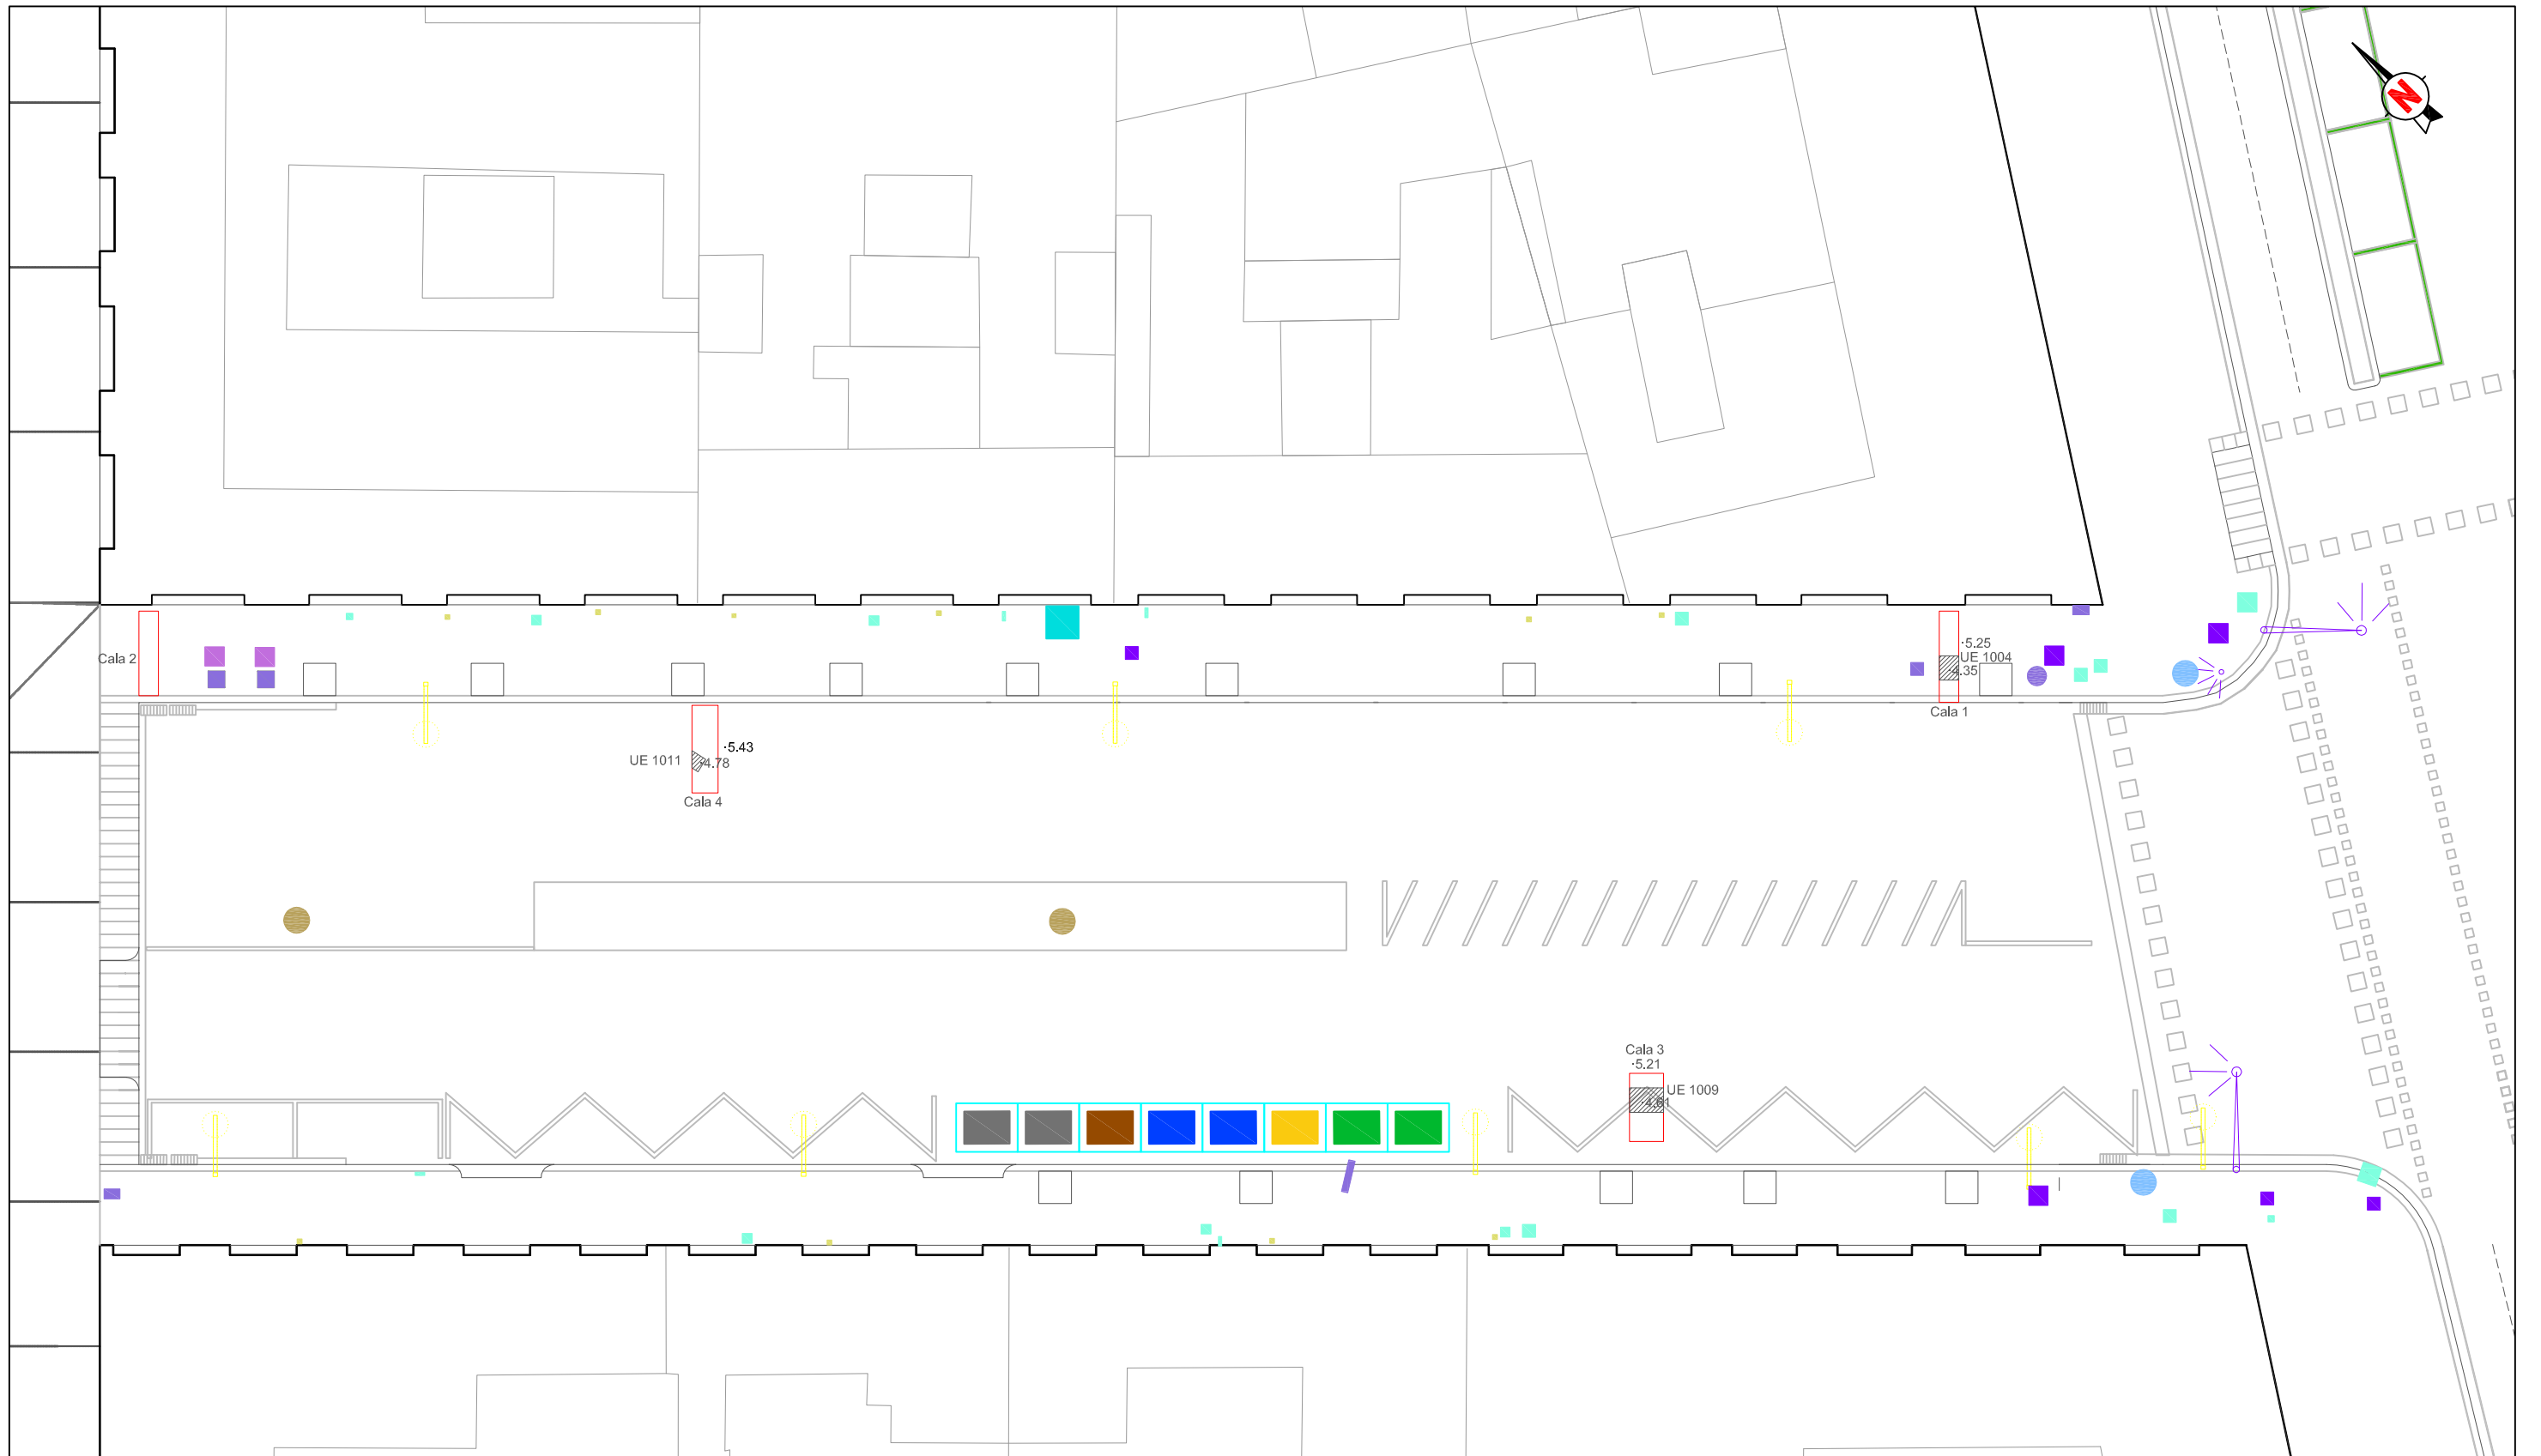 N
Cala 2
·5.25
UE 1004
·4.35
Cala 1
·5.43
UE 1011
·4.78
Cala 4
Cala 3
·5.21
UE 1009
·4.61